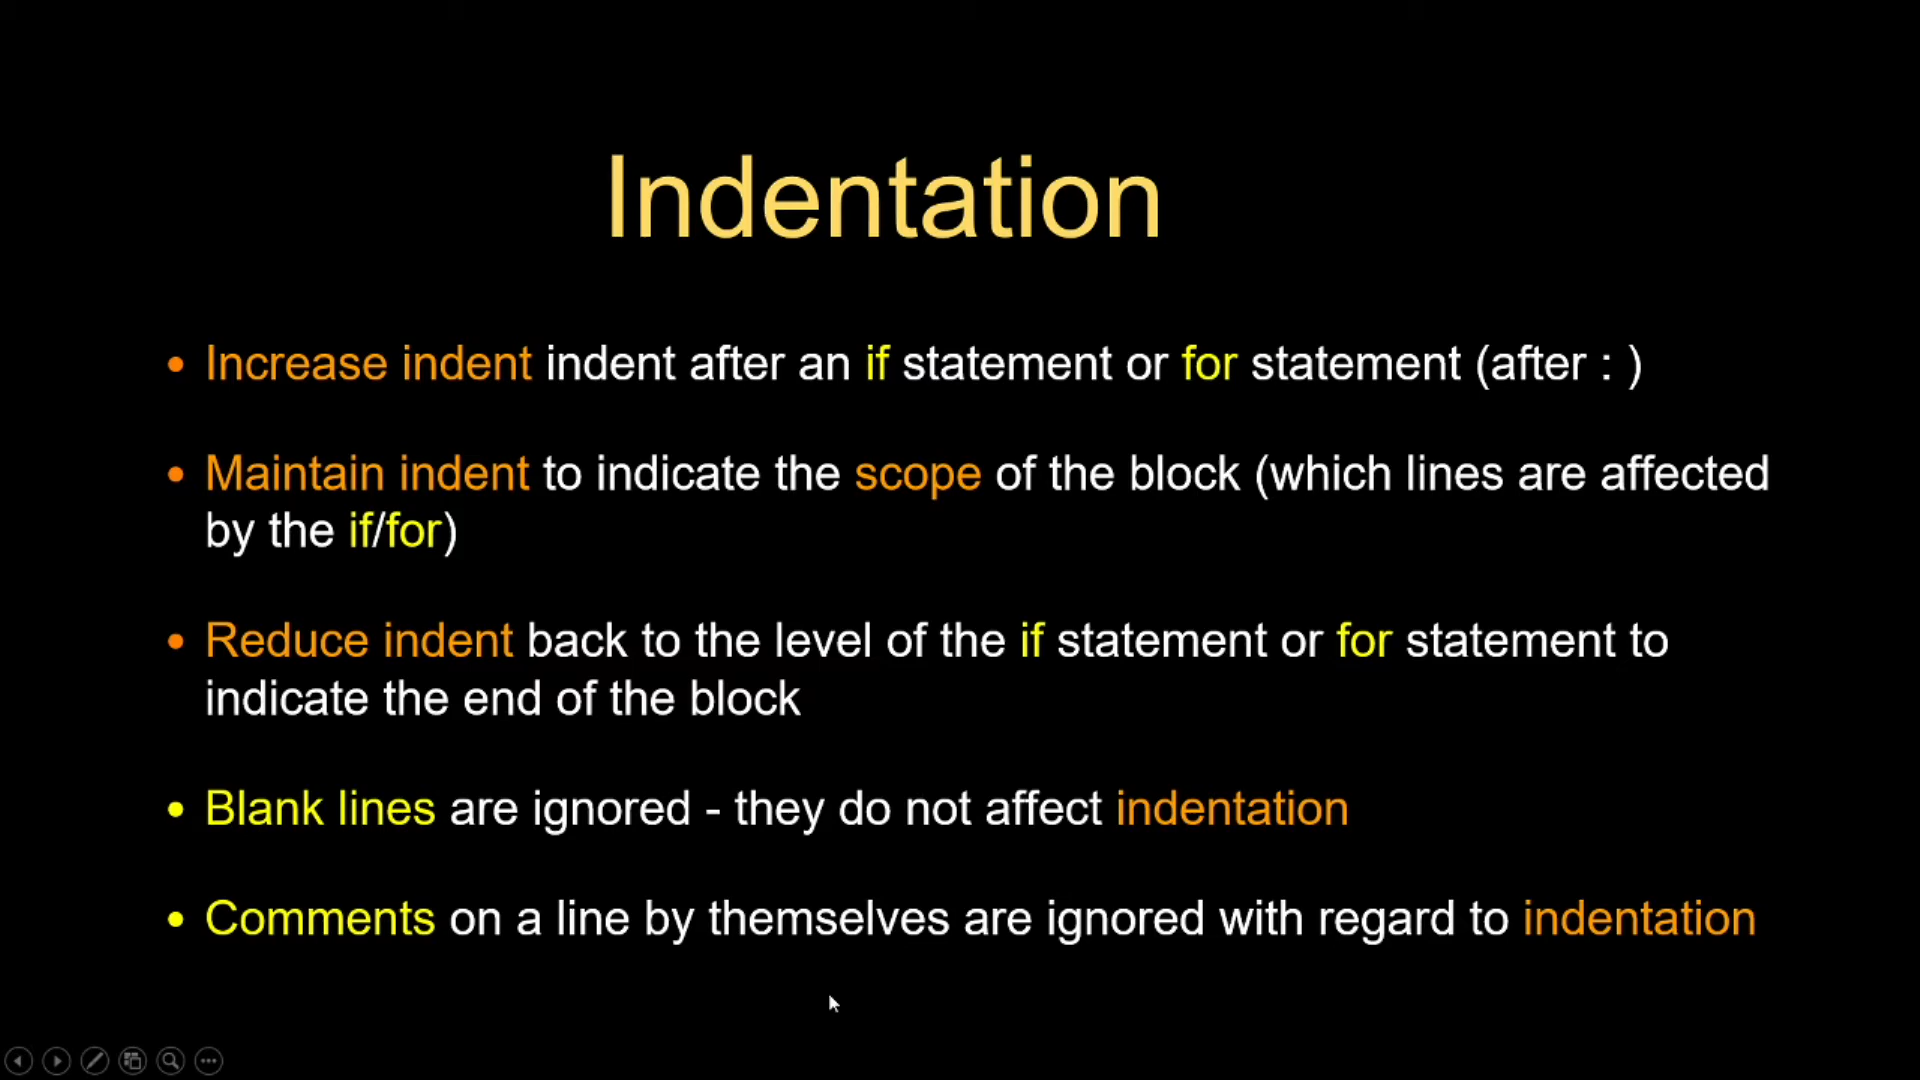 Indentation
• Increase indent indent after an if statement or for statement (after : )
• Maintain indent to indicate the scope of the block (which lines are affected
by the if/for)
• Reduce indent back to the level of the if statement or for statement to
indicate the end of the block
• Blank lines are ignored - they do not affect indentation
• Comments on a line by themselves are ignored with regard to indentation